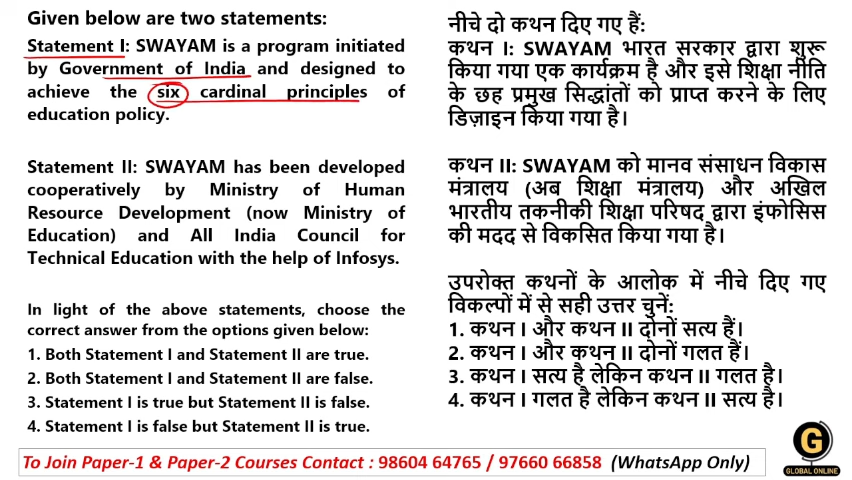 Given below are two statements:
Statement I: SWAYAM is a program initiated
by Government of India and designed to
achieve the six cardinal principles of
education policy.
Statement II: SWAYAM has been developed
cooperatively by Ministry of Human
Resource Development (now Ministry of
Education) and All India Council for
Technical Education with the help of Infosys.
In light of the above statements, choose the
correct answer from the options given below:
1. Both Statement I and Statement II are true.
2. Both Statement I and Statement II are false.
3. Statement I is true but Statement II is false.
4. Statement I is false but Statement II is true.
नीचे दो कथन दिए गए हैं:
कथन I: SWAYAM भारत सरकार द्वारा शुरू
किया गया एक कार्यक्रम है और इसे शिक्षा नीति
के छह प्रमुख सिद्धांतों को प्राप्त करने के लिए
डिज़ाइन किया गया है।
कथन II: SWAYAM को मानव संसाधन विकास
मंत्रालय (अब शिक्षा मंत्रालय) और अखिल
भारतीय तकनीकी शिक्षा परिषद द्वारा इंफोसिस
की मदद से विकसित किया गया है।
उपरोक्त कथनों के आलोक में नीचे दिए गए
विकल्पों में से सही उत्तर चुनें:
1. कथन I और कथन II दोनों सत्य हैं।
2. कथन I और कथन II दोनों गलत हैं।
3. कथन I सत्य है लेकिन कथन II गलत है।
4. कथन I गलत है लेकिन कथन II सत्य है।
To Join Paper-1 & Paper-2 Courses Contact : 98604 64765 / 97660 66858 (WhatsApp Only)
G
GLOBAL ONLINE